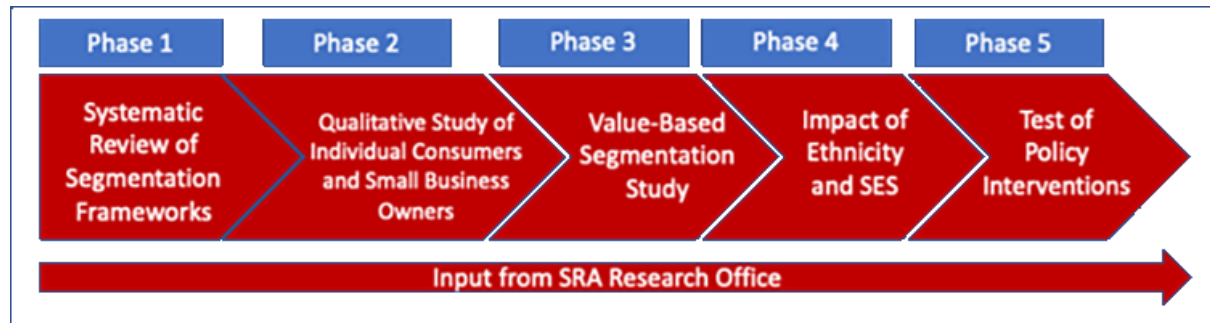 Phase 1
Phase 2
Phase 3
Phase 4
Phase 5
Systematic
Review of
Segmentation
Frameworks
Qualitative Study of
Individual Consumers
and Small Business
Owners
Value-Based
Segmentation
Study
Impact of
Ethnicity
and SES
Test of
Policy
Interventions
Input from SRA Research Office